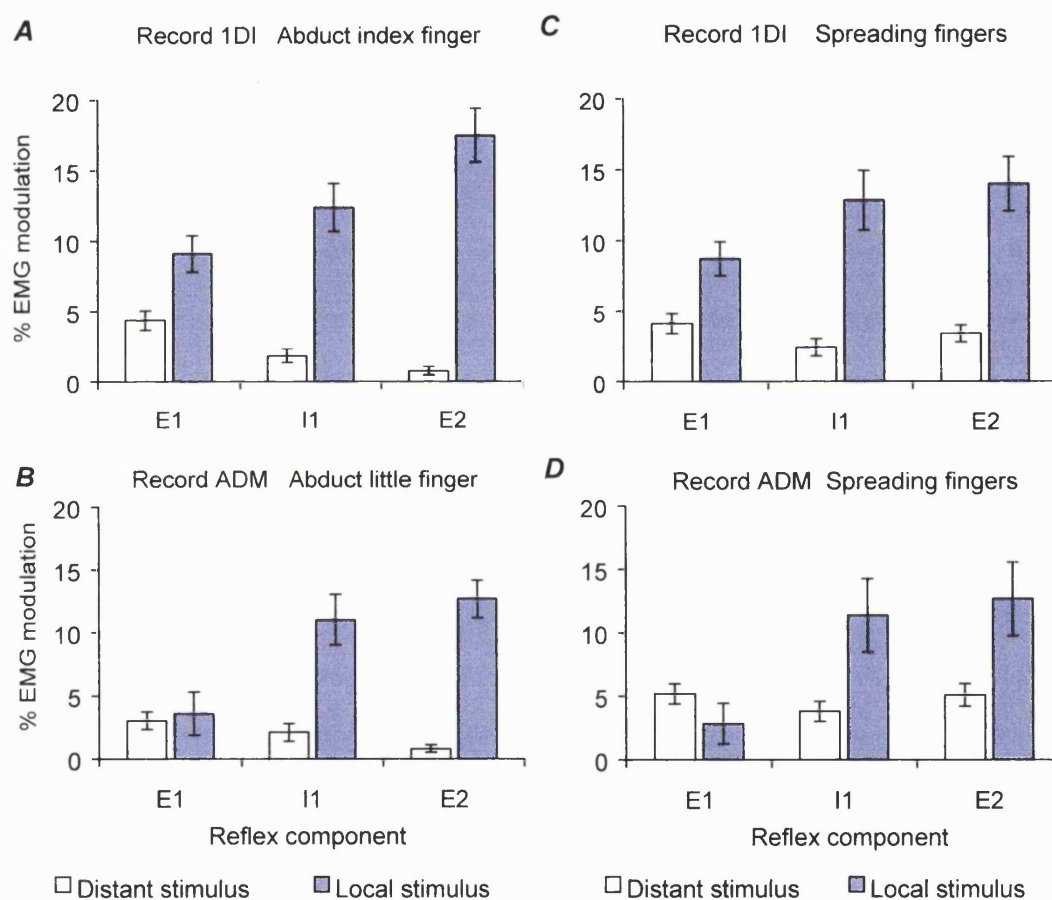 A
Record 1DI Abduct index finger
% EMG modulation
20
15
10
5
0
E1 I1 E2
C
Record 1DI Spreading fingers
20
15
10
5
0
E1 I1 E2
B
Record ADM Abduct little finger
% EMG modulation
20
15
10
5
0
E1 I1 E2
Reflex component
Distant stimulus Local stimulus
D
Record ADM Spreading fingers
20
15
10
5
0
E1 I1 E2
Reflex component
Distant stimulus Local stimulus